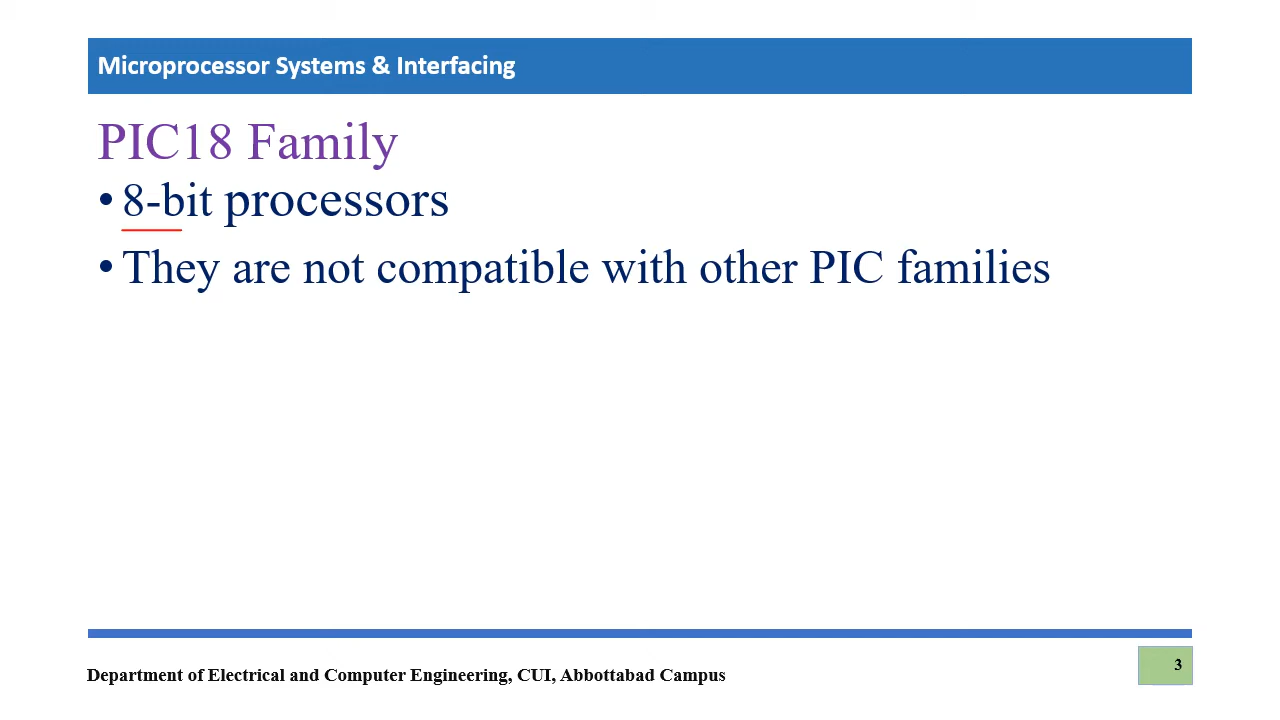 Microprocessor Systems & Interfacing
PIC18 Family
• 8-bit processors
• They are not compatible with other PIC families
Department of Electrical and Computer Engineering, CUI, Abbottabad Campus
3